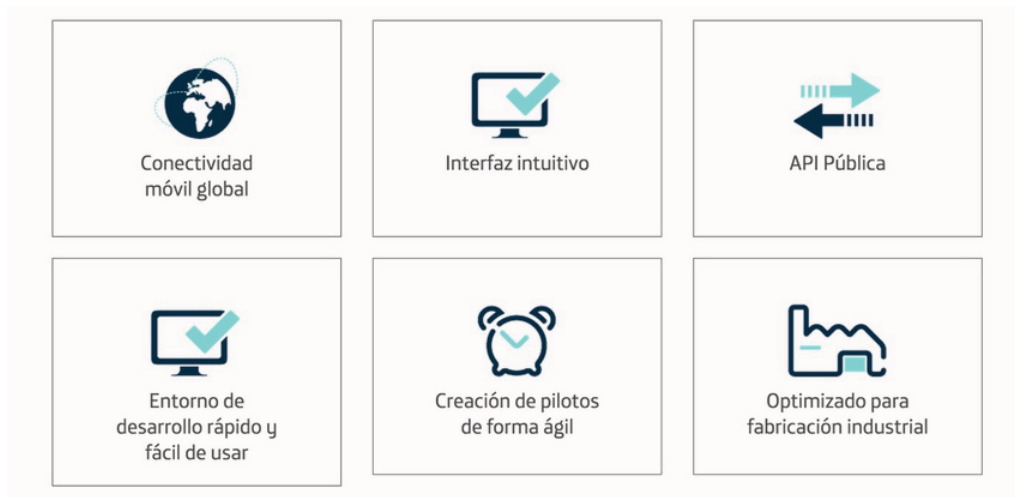 Conectividad
móvil global
Interfaz intuitivo
API Pública
Entorno de
desarrollo rápido y
fácil de usar
Creación de pilotos
de forma ágil
Optimizado para
fabricación industrial